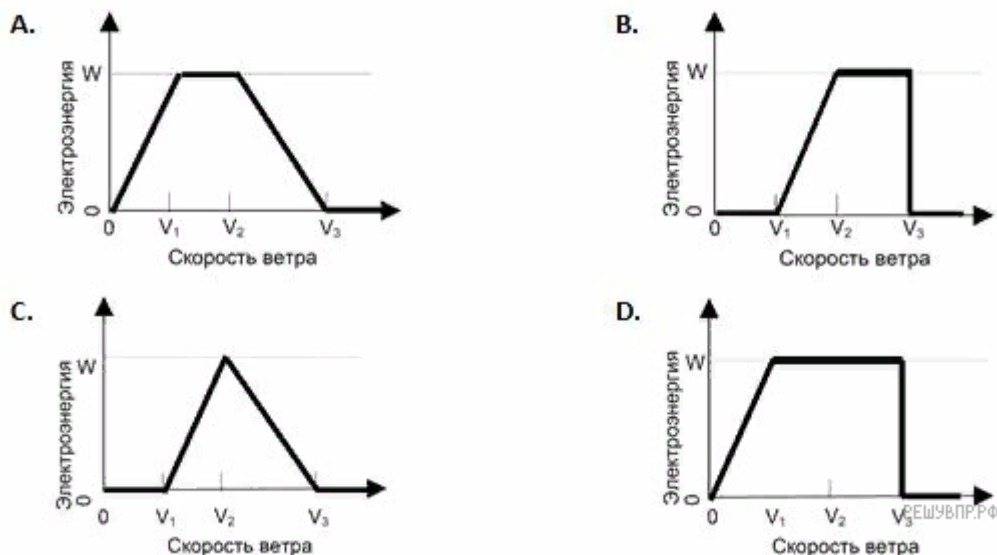 A.
Электроэнергия
W
0
0
V1
V2
V3
Скорость ветра
B.
Электроэнергия
W
0
0
V1
V2
V3
Скорость ветра
C.
Электроэнергия
W
0
0
V1
V2
V3
Скорость ветра
D.
Электроэнергия
W
0
0
V1
V2
V3
Скорость ветра
РЕШУВПР.РФ